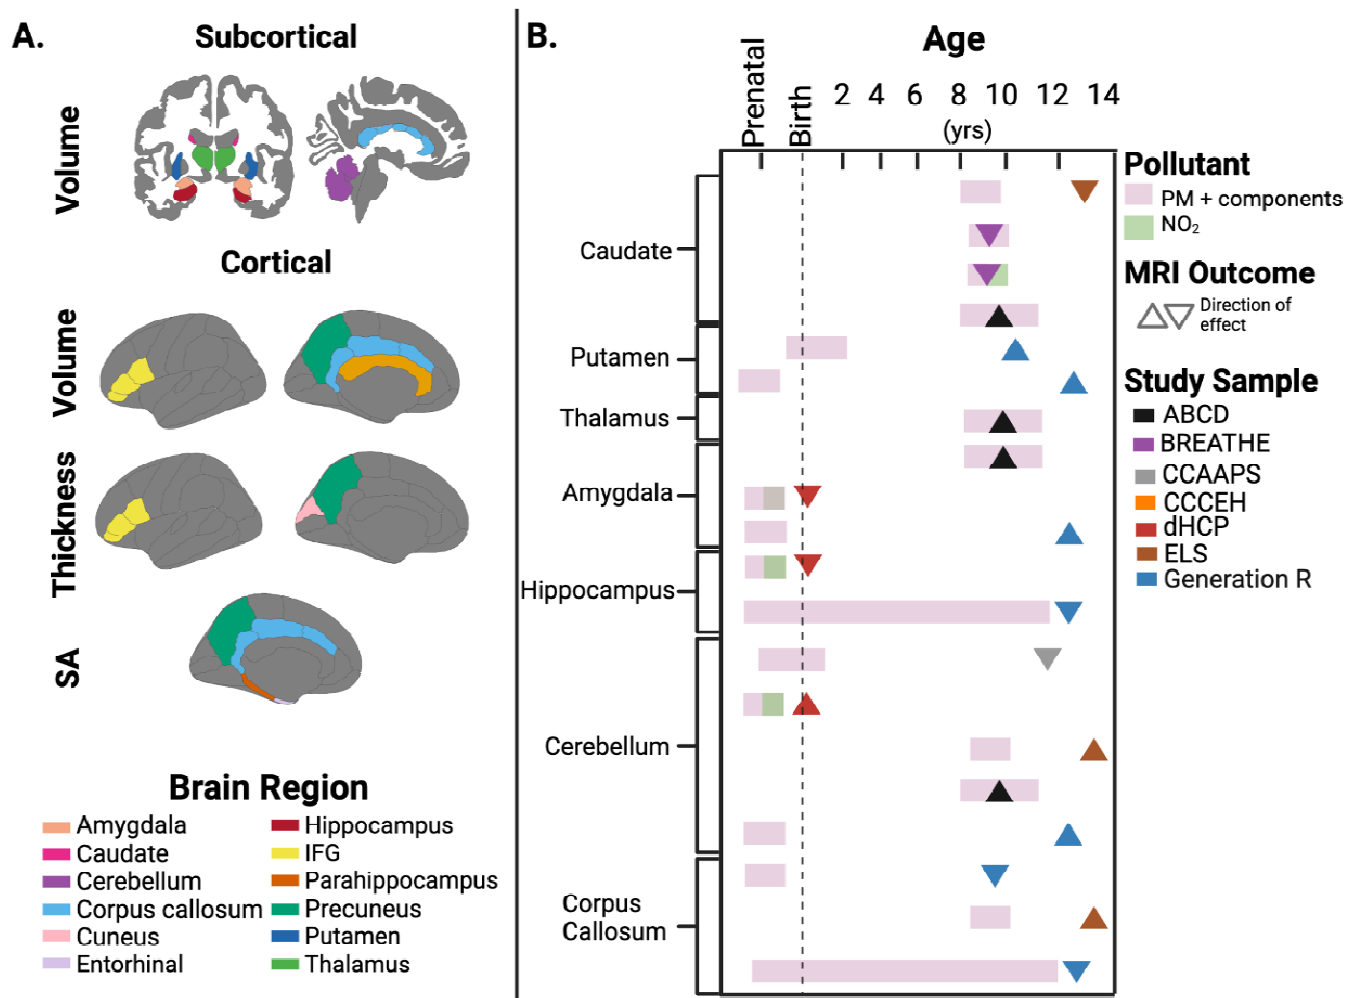 A.
Subcortical
Volume
Cortical
Volume
Thickness
SA
Brain Region
Amygdala
Caudate
Cerebellum
Corpus callosum
Cuneus
Entorhinal
Hippocampus
IFG
Parahippocampus
Precuneus
Putamen
Thalamus
B.
Age
Prenatal
Birth
2 4 6 8 10 12 14
(yrs)
Caudate
Putamen
Thalamus
Amygdala
Hippocampus
Cerebellum
Corpus
Callosum
Pollutant
PM + components
NO₂
MRI Outcome
Direction of
effect
Study Sample
ABCD
BREATHE
CCAAPS
CCCEH
dHCP
ELS
Generation R